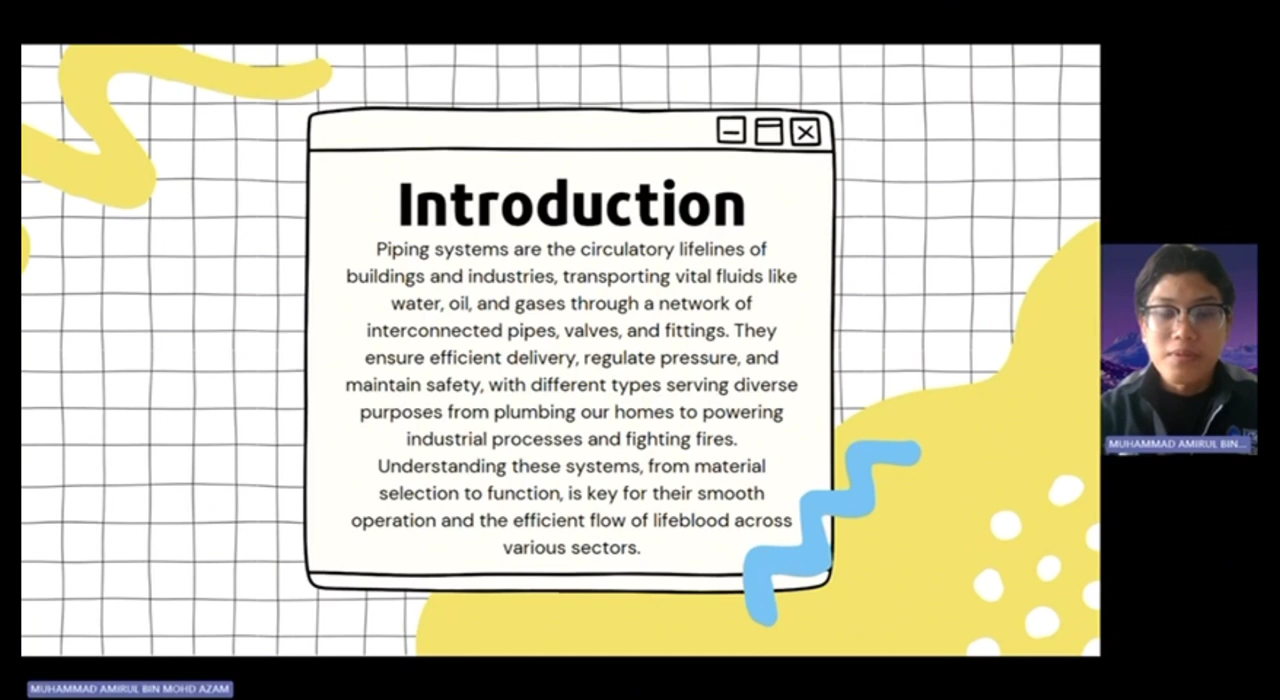 Introduction
Piping systems are the circulatory lifelines of
buildings and industries, transporting vital fluids like
water, oil, and gases through a network of
interconnected pipes, valves, and fittings. They
ensure efficient delivery, regulate pressure, and
maintain safety, with different types serving diverse
purposes from plumbing our homes to powering
industrial processes and fighting fires.
Understanding these systems, from material
selection to function, is key for their smooth
operation and the efficient flow of lifeblood across
various sectors.
MUHAMMAD AMIRUL BIN...
MUHAMMAD AMIRUL BIN MOHD AZAM